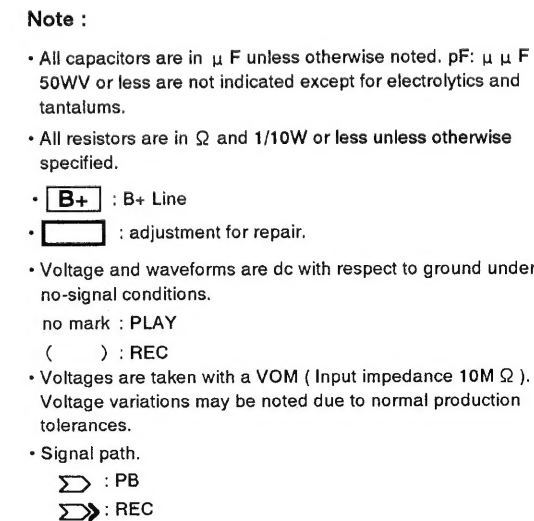 Note :
• All capacitors are in μ F unless otherwise noted. pF: μ μ F
50WV or less are not indicated except for electrolytics and
tantalums.
• All resistors are in Ω and 1/10W or less unless otherwise
specified.
• B+ : B+ Line
• : adjustment for repair.
• Voltage and waveforms are dc with respect to ground under
no-signal conditions.
no mark : PLAY
( ) : REC
• Voltages are taken with a VOM ( Input impedance 10M Ω ).
Voltage variations may be noted due to normal production
tolerances.
• Signal path.
: PB
: REC